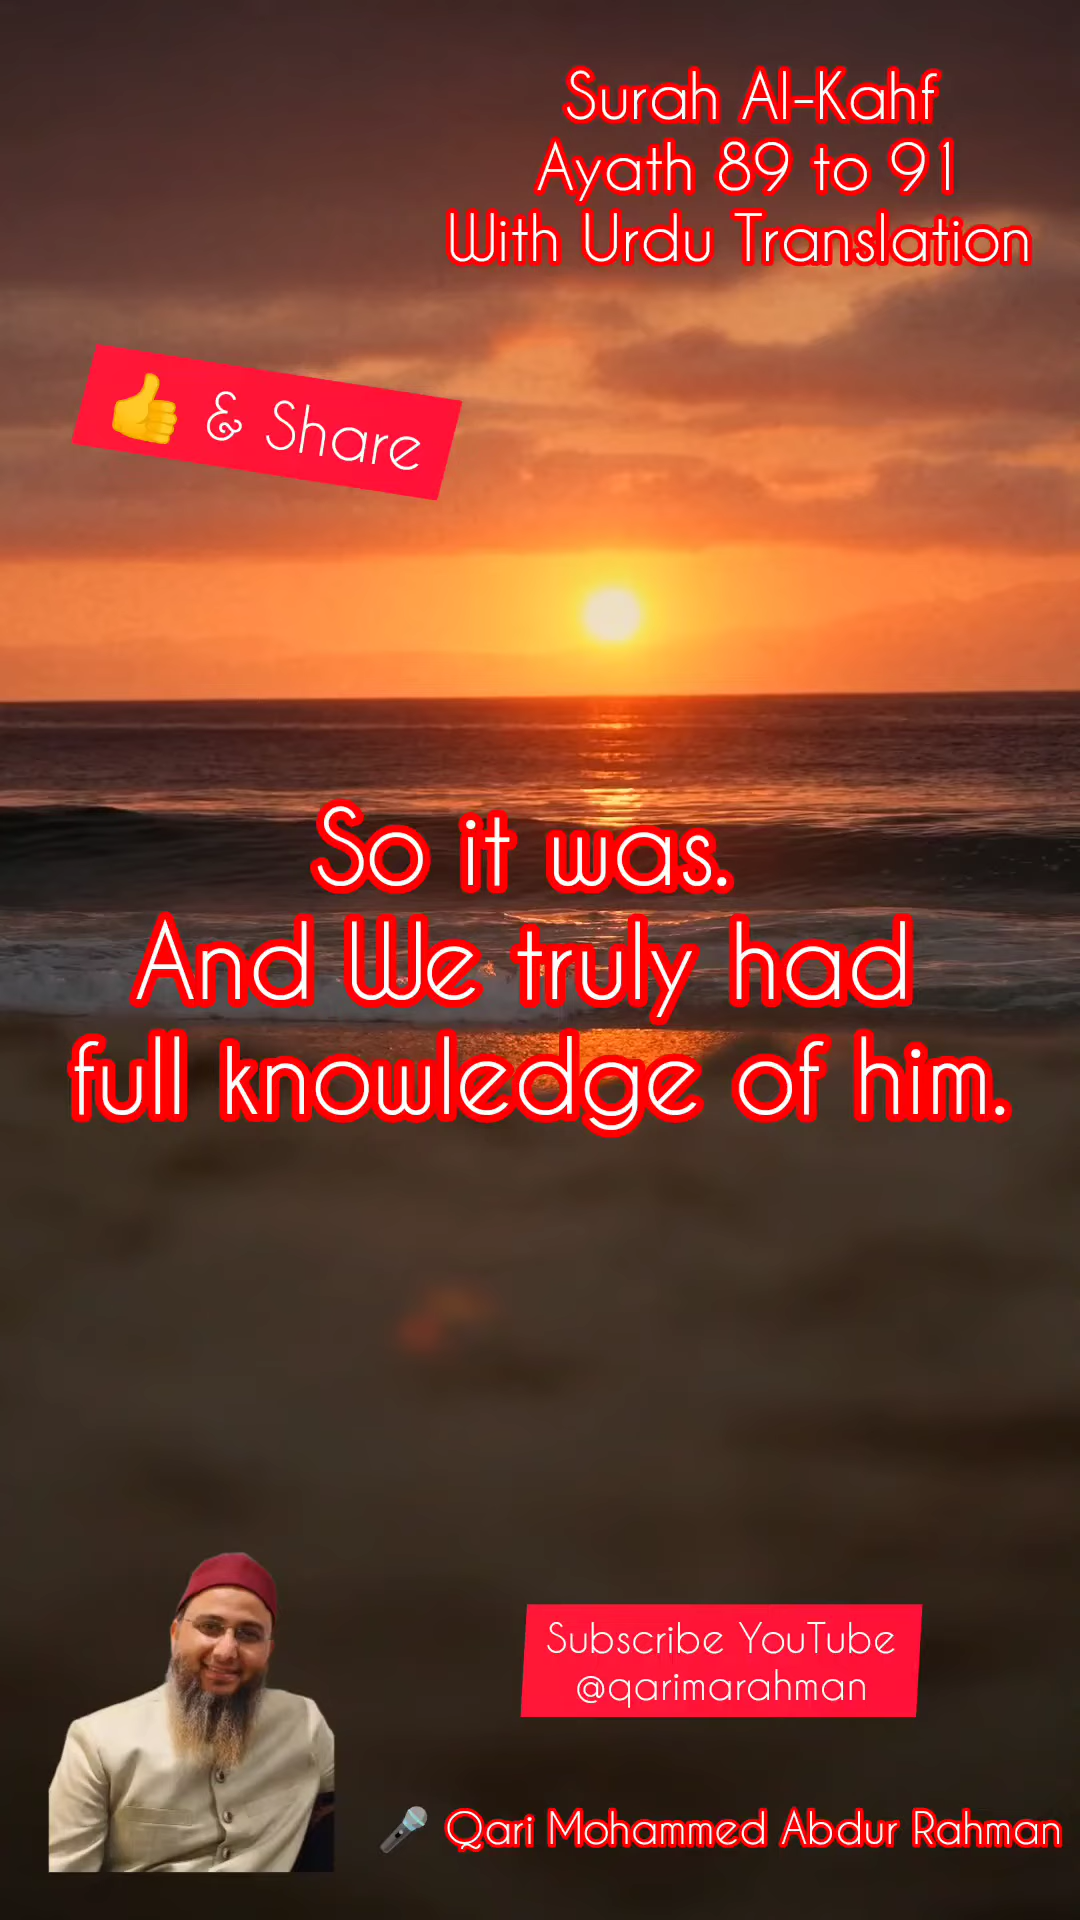 Surah Al-Kahf
Ayath 89 to 91
With Urdu Translation
👍 & Share
So it was.
And We truly had
full knowledge of him.
Subscribe YouTube
@qarimarahman
🎤 Qari Mohammed Abdur Rahman